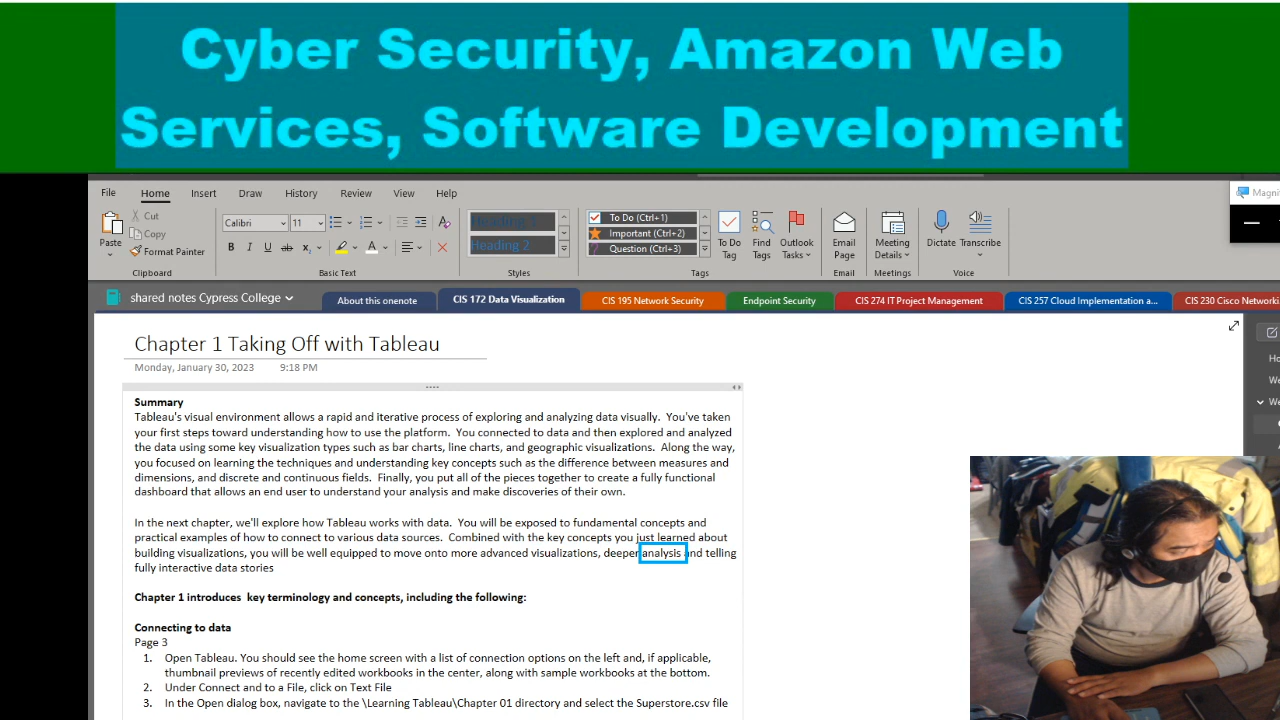 Cyber Security, Amazon Web
Services, Software Development
File Home Insert Draw History Review View Help
Paste
Cut
Copy
Format Painter
Clipboard
Calibri 11
B I U ab x
Basic Text
Heading 1
Heading 2
Styles
To Do (Ctrl+1)
Important (Ctrl+2)
Question (Ctrl+3)
To Do
Tag
Find
Tags
Outlook
Tasks
Tags
Email
Page
Email
Meeting
Details
Meetings
Dictate
Transcribe
Voice
Magni
shared notes Cypress College
About this onenote
CIS 172 Data Visualization
CIS 195 Network Security
Endpoint Security
CIS 274 IT Project Management
CIS 257 Cloud Implementation a...
CIS 230 Cisco Networki
Chapter 1 Taking Off with Tableau
Monday, January 30, 2023 9:18 PM
Summary
Tableau's visual environment allows a rapid and iterative process of exploring and analyzing data visually. You've taken
your first steps toward understanding how to use the platform. You connected to data and then explored and analyzed
the data using some key visualization types such as bar charts, line charts, and geographic visualizations. Along the way,
you focused on learning the techniques and understanding key concepts such as the difference between measures and
dimensions, and discrete and continuous fields. Finally, you put all of the pieces together to create a fully functional
dashboard that allows an end user to understand your analysis and make discoveries of their own.
In the next chapter, we'll explore how Tableau works with data. You will be exposed to fundamental concepts and
practical examples of how to connect to various data sources. Combined with the key concepts you just learned about
building visualizations, you will be well equipped to move onto more advanced visualizations, deeper analysis and telling
fully interactive data stories
Chapter 1 introduces key terminology and concepts, including the following:
Connecting to data
Page 3
1. Open Tableau. You should see the home screen with a list of connection options on the left and, if applicable,
thumbnail previews of recently edited workbooks in the center, along with sample workbooks at the bottom.
2. Under Connect and to a File, click on Text File
3. In the Open dialog box, navigate to the \Learning Tableau\Chapter 01 directory and select the Superstore.csv file